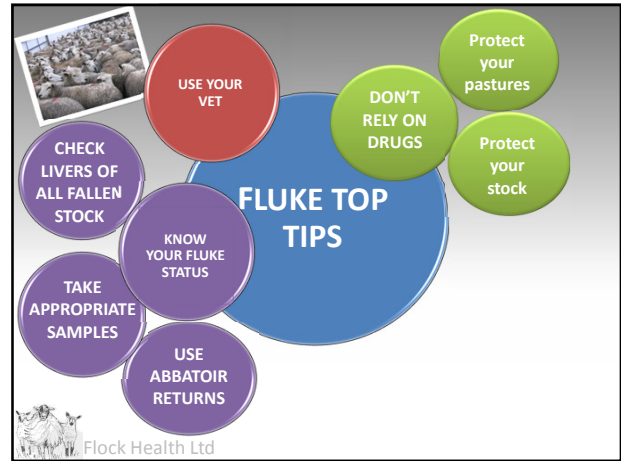 USE YOUR
VET
CHECK
LIVERS OF
ALL FALLEN
STOCK
KNOW
YOUR FLUKE
STATUS
TAKE
APPROPRIATE
SAMPLES
USE
ABBATOIR
RETURNS
FLUKE TOP
TIPS
DON'T
RELY ON
DRUGS
Protect
your
pastures
Protect
your
stock
Flock Health Ltd